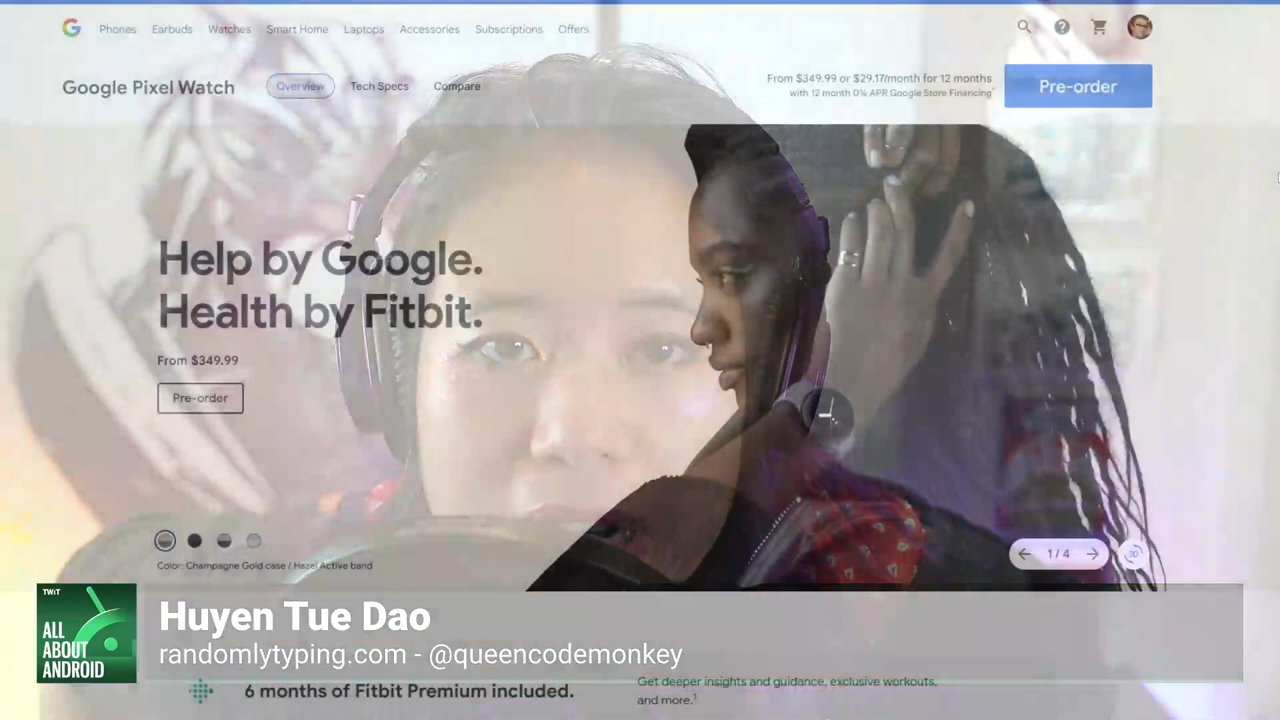 Phones Earbuds Watches Smart Home Laptops Accessories Subscriptions Offers
Google Pixel Watch Overview Tech Specs Compare
From $349.99 or $29.17/month for 12 months
with 12 month 0% APR Google Store Financing
Pre-order
Help by Google.
Health by Fitbit.
From $349.99
Pre-order
Color: Champagne Gold case / Hazel Active band
1 / 4
3D
TWiT
ALL
ABOUT
ANDROID
Huyen Tue Dao
randomlytyping.com - @queencodemonkey
6 months of Fitbit Premium included.
Get deeper insights and guidance, exclusive workouts,
and more.¹